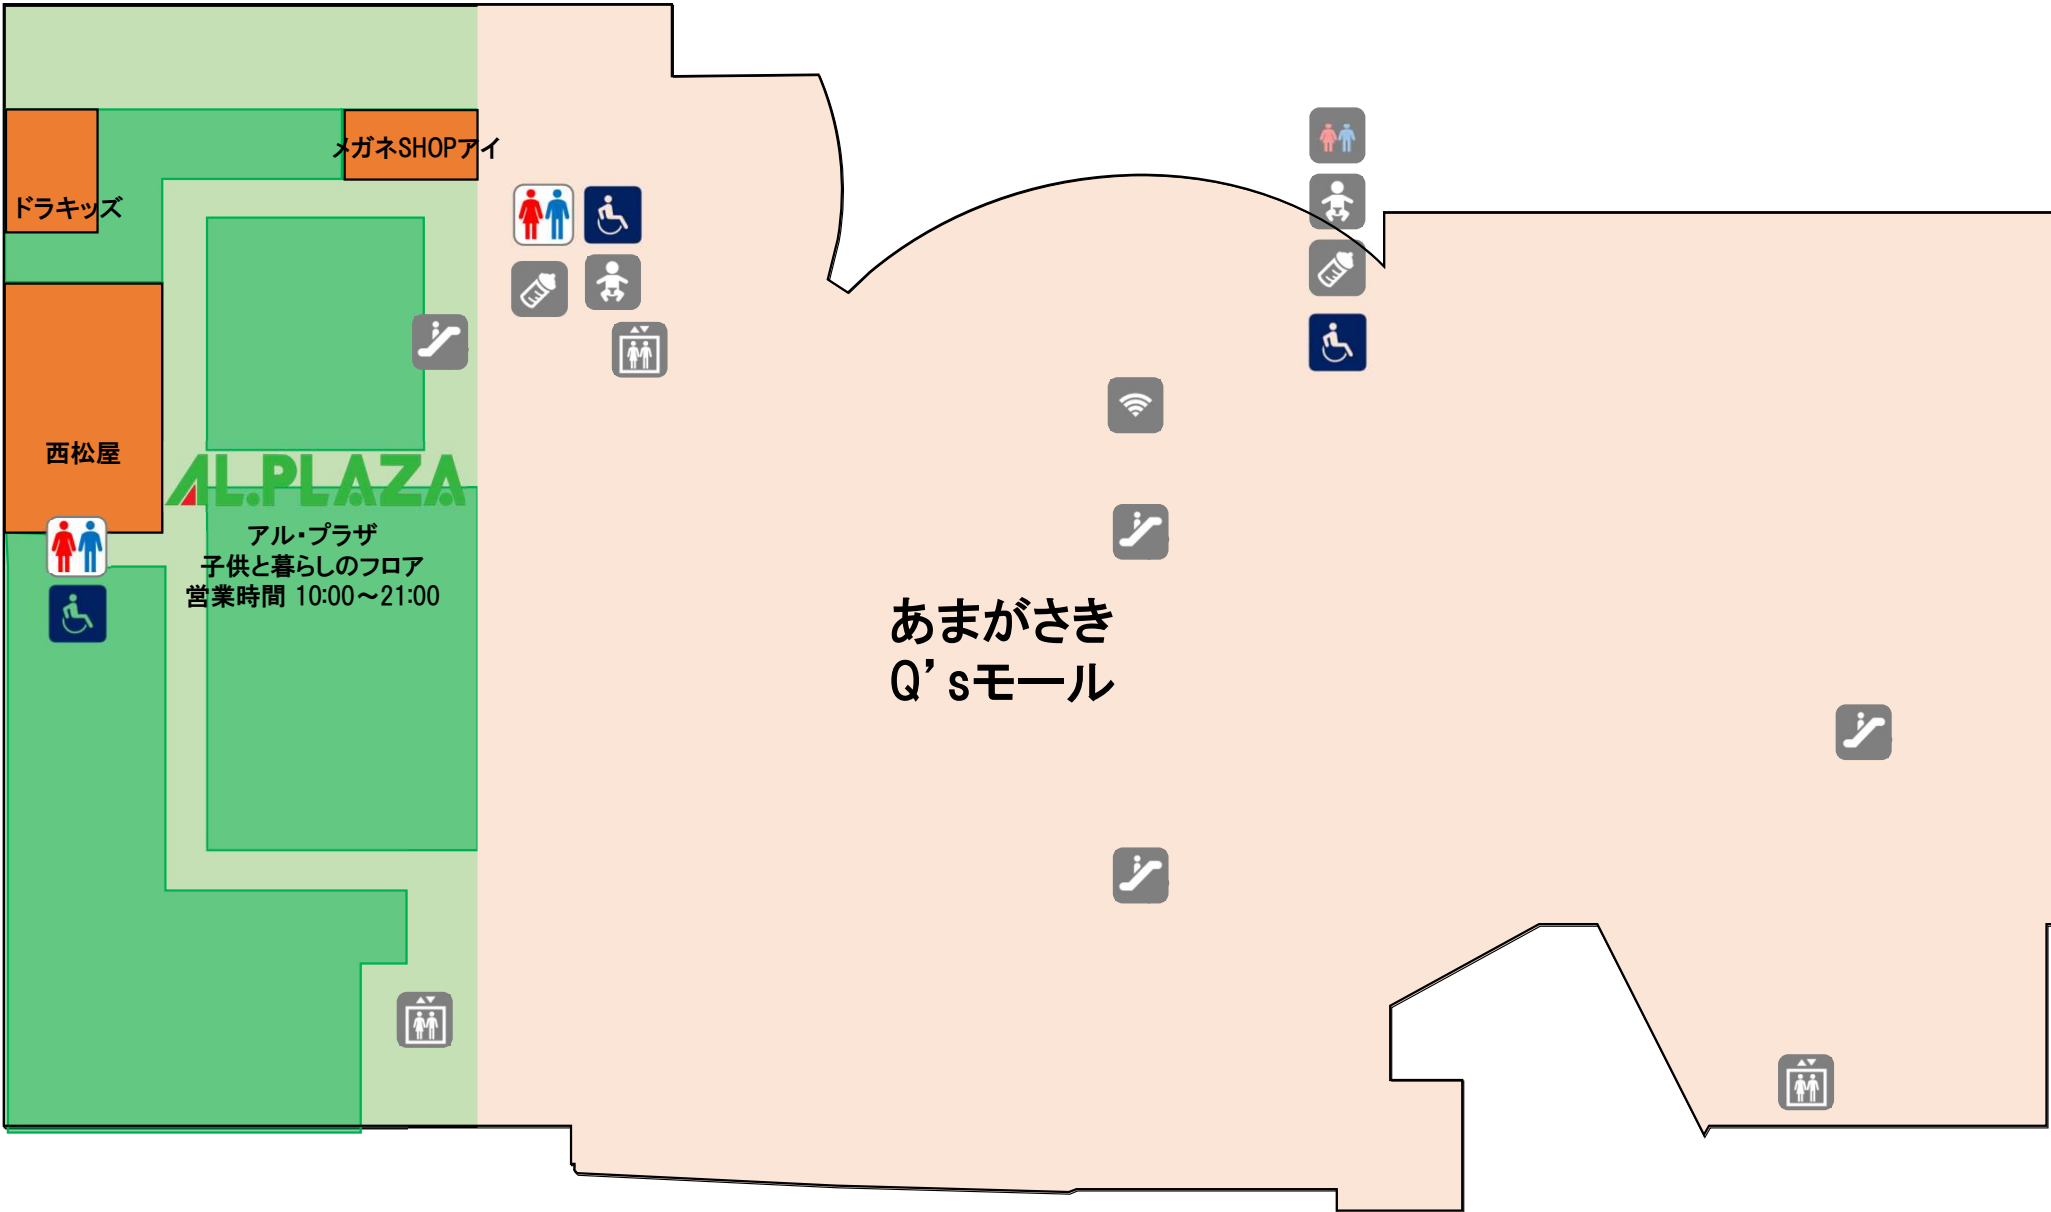 メガネSHOPアイ
ドラキッズ
西松屋
AL.PLAZA
アル・プラザ
子供と暮らしのフロア
営業時間 10:00～21:00
あまがさき
Q’sモール